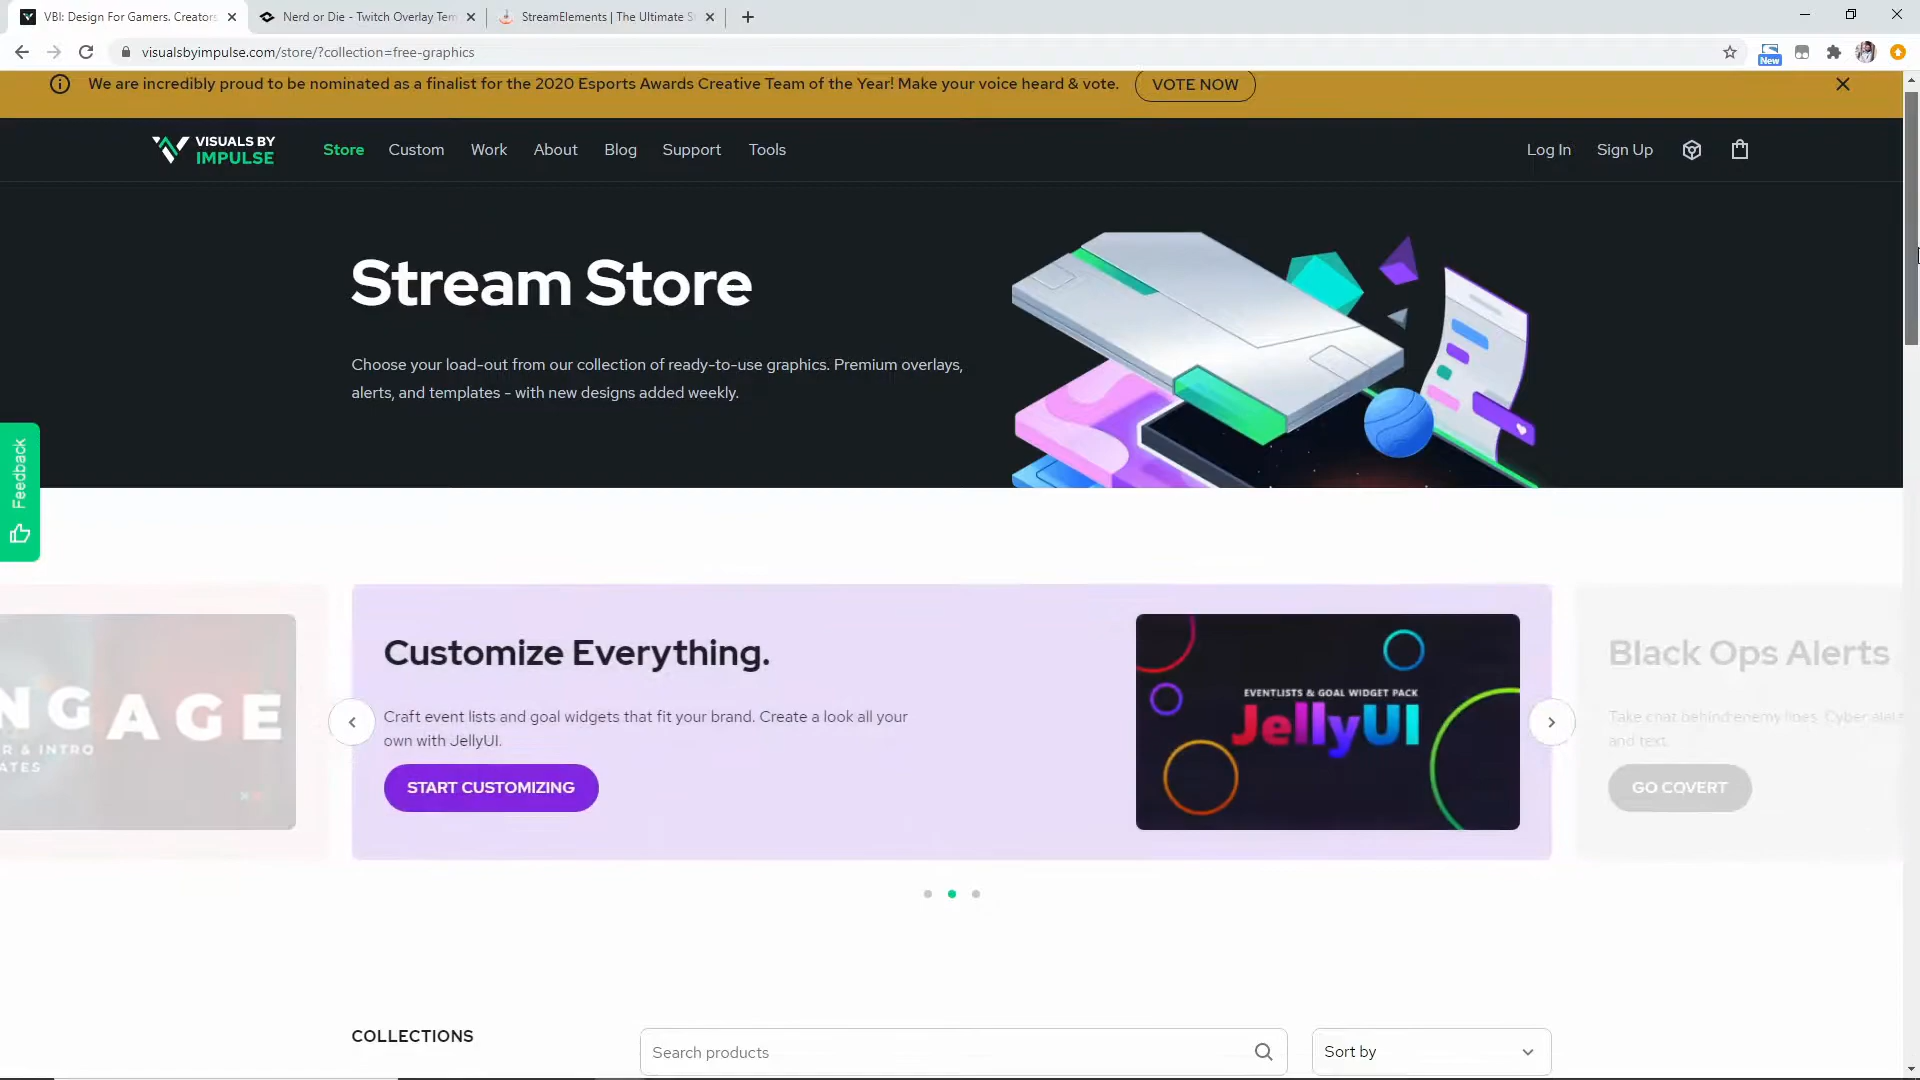 VBI: Design For Gamers. Creators
Nerd or Die - Twitch Overlay Tem
StreamElements | The Ultimate S
visualsbyimpulse.com/store/?collection=free-graphics
New
We are incredibly proud to be nominated as a finalist for the 2020 Esports Awards Creative Team of the Year! Make your voice heard & vote.
VOTE NOW
VISUALS BY
IMPULSE
Store
Custom
Work
About
Blog
Support
Tools
Log In
Sign Up
Stream Store
Choose your load-out from our collection of ready-to-use graphics. Premium overlays,
alerts, and templates - with new designs added weekly.
Feedback
NGAGE
R & INTRO
ATES
Customize Everything.
Craft event lists and goal widgets that fit your brand. Create a look all your
own with JellyUI.
START CUSTOMIZING
EVENTLISTS & GOAL WIDGET PACK
JellyUI
Black Ops Alerts
Take chat behind enemy lines. Cyber alert
and text.
GO COVERT
COLLECTIONS
Search products
Sort by